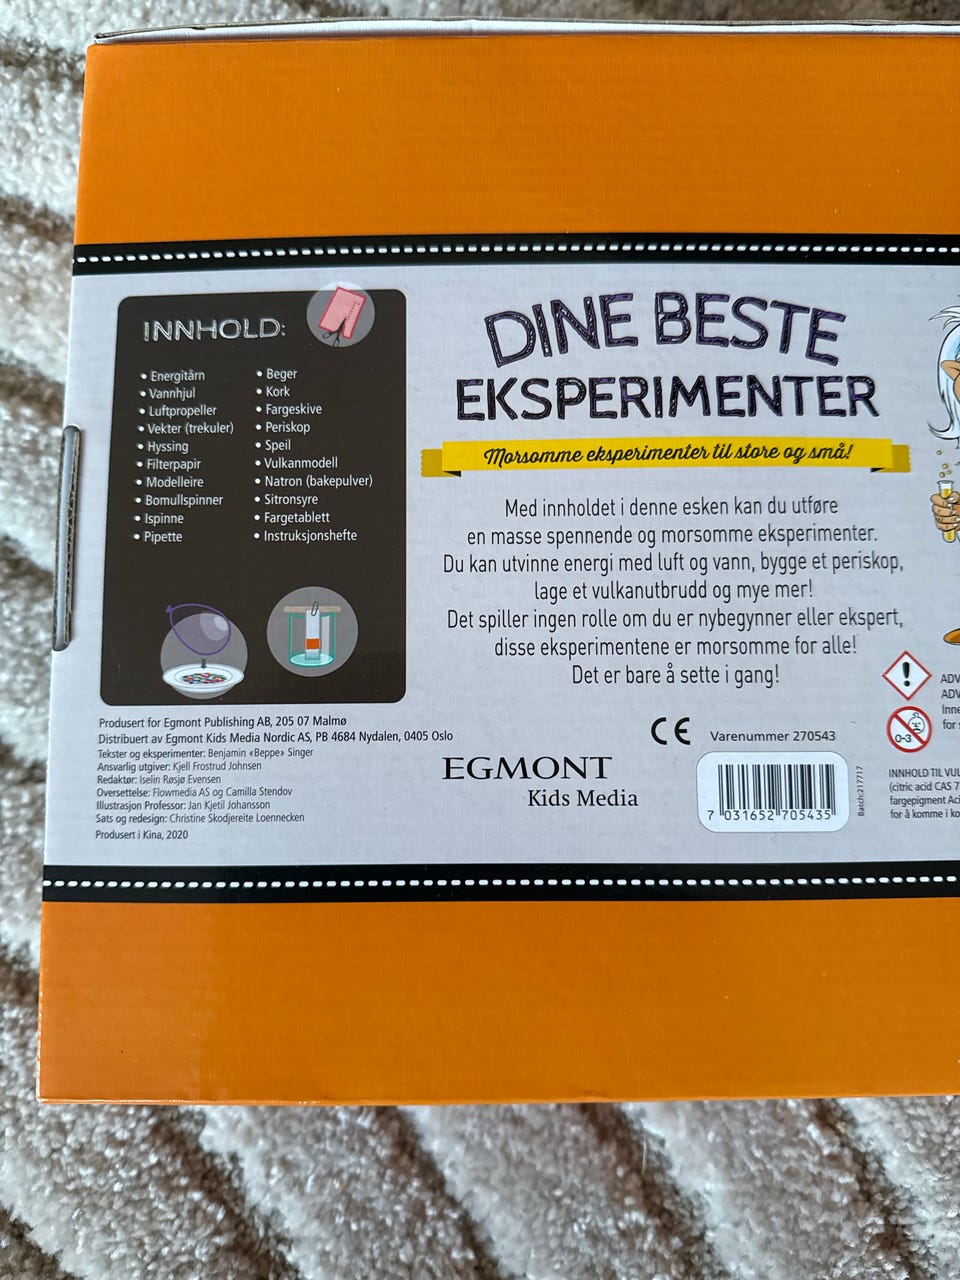 INNHOLD:
• Energitårn
• Vannhjul
• Luftpropeller
• Vekter (trekuler)
• Hyssing
• Filterpapir
• Modelleire
• Bomullspinner
• Ispinne
• Pipette
• Beger
• Kork
• Fargeskive
• Periskop
• Speil
• Vulkanmodell
• Natron (bakepulver)
• Sitronsyre
• Fargetablett
• Instruksjonshefte
DINE BESTE
EKSPERIMENTER
Morsomme eksperimenter til store og små!
Med innholdet i denne esken kan du utføre
en masse spennende og morsomme eksperimenter.
Du kan utvinne energi med luft og vann, bygge et periskop,
lage et vulkanutbrudd og mye mer!
Det spiller ingen rolle om du er nybegynner eller ekspert,
disse eksperimentene er morsomme for alle!
Det er bare å sette i gang!
Produsert for Egmont Publishing AB, 205 07 Malmø
Distribuert av Egmont Kids Media Nordic AS, PB 4684 Nydalen, 0405 Oslo
Tekster og eksperimenter: Benjamin «Beppe» Singer
Ansvarlig utgiver: Kjell Frostrud Johnsen
Redaktør: Iselin Røsjø Evensen
Oversettelse: Flowmedia AS og Camilla Stendov
Illustrasjon Professor: Jan Kjetil Johansson
Sats og redesign: Christine Skodjereite Loennecken
Produsert i Kina, 2020
EGMONT
Kids Media
CE
Varenummer 270543
7 031652 705435
Batch:217717
0-3
ADV
ADV
Inne
for
INNHOLD TIL VUL
(citric acid CAS 7
fargepigment Aci
for å komme i ko